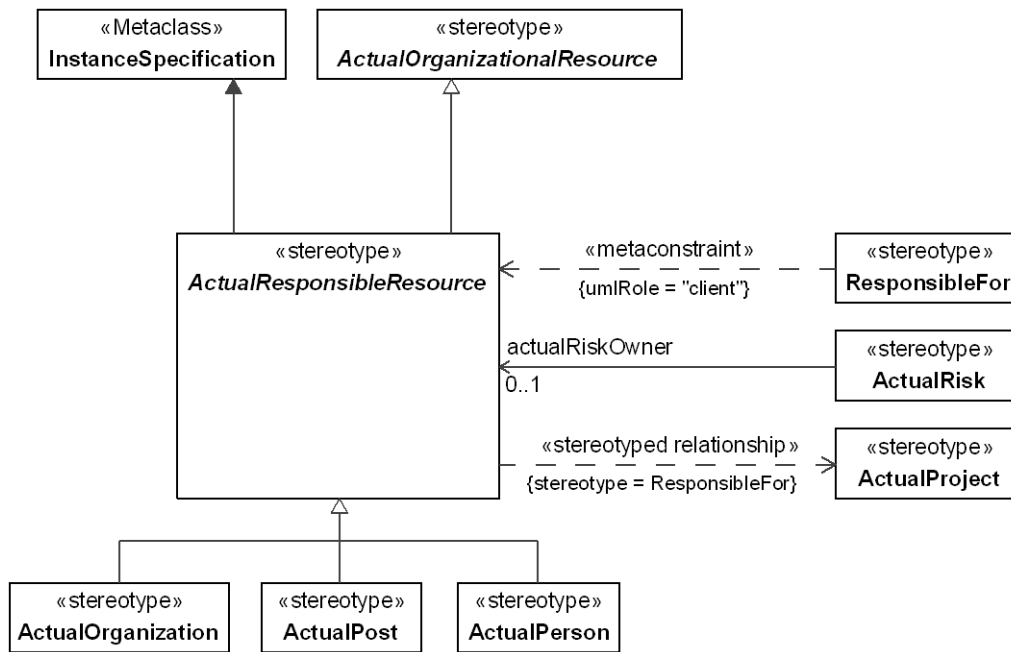 «Metaclass»
InstanceSpecification
«stereotype»
ActualOrganizationalResource
«stereotype»
ActualResponsibleResource
«metaconstraint»
{umlRole = "client"}
«stereotype»
ResponsibleFor
actualRiskOwner
0..1
«stereotype»
ActualRisk
«stereotyped relationship»
{stereotype = ResponsibleFor}
«stereotype»
ActualProject
«stereotype»
ActualOrganization
«stereotype»
ActualPost
«stereotype»
ActualPerson